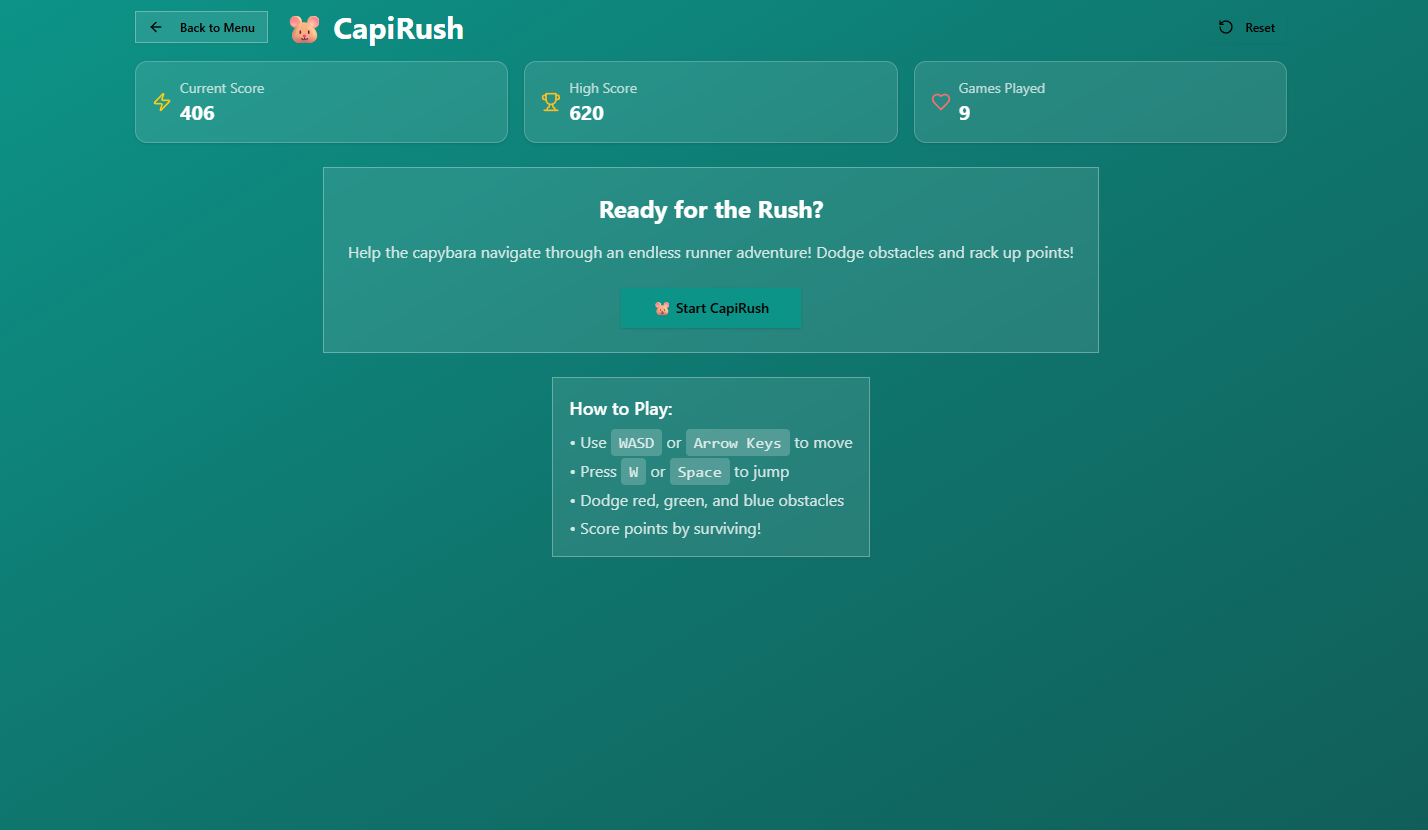 Back to Menu
CapiRush
Reset
Current Score
406
High Score
620
Games Played
9
Ready for the Rush?
Help the capybara navigate through an endless runner adventure! Dodge obstacles and rack up points!
Start CapiRush
How to Play:
• Use WASD or Arrow Keys to move
• Press W or Space to jump
• Dodge red, green, and blue obstacles
• Score points by surviving!